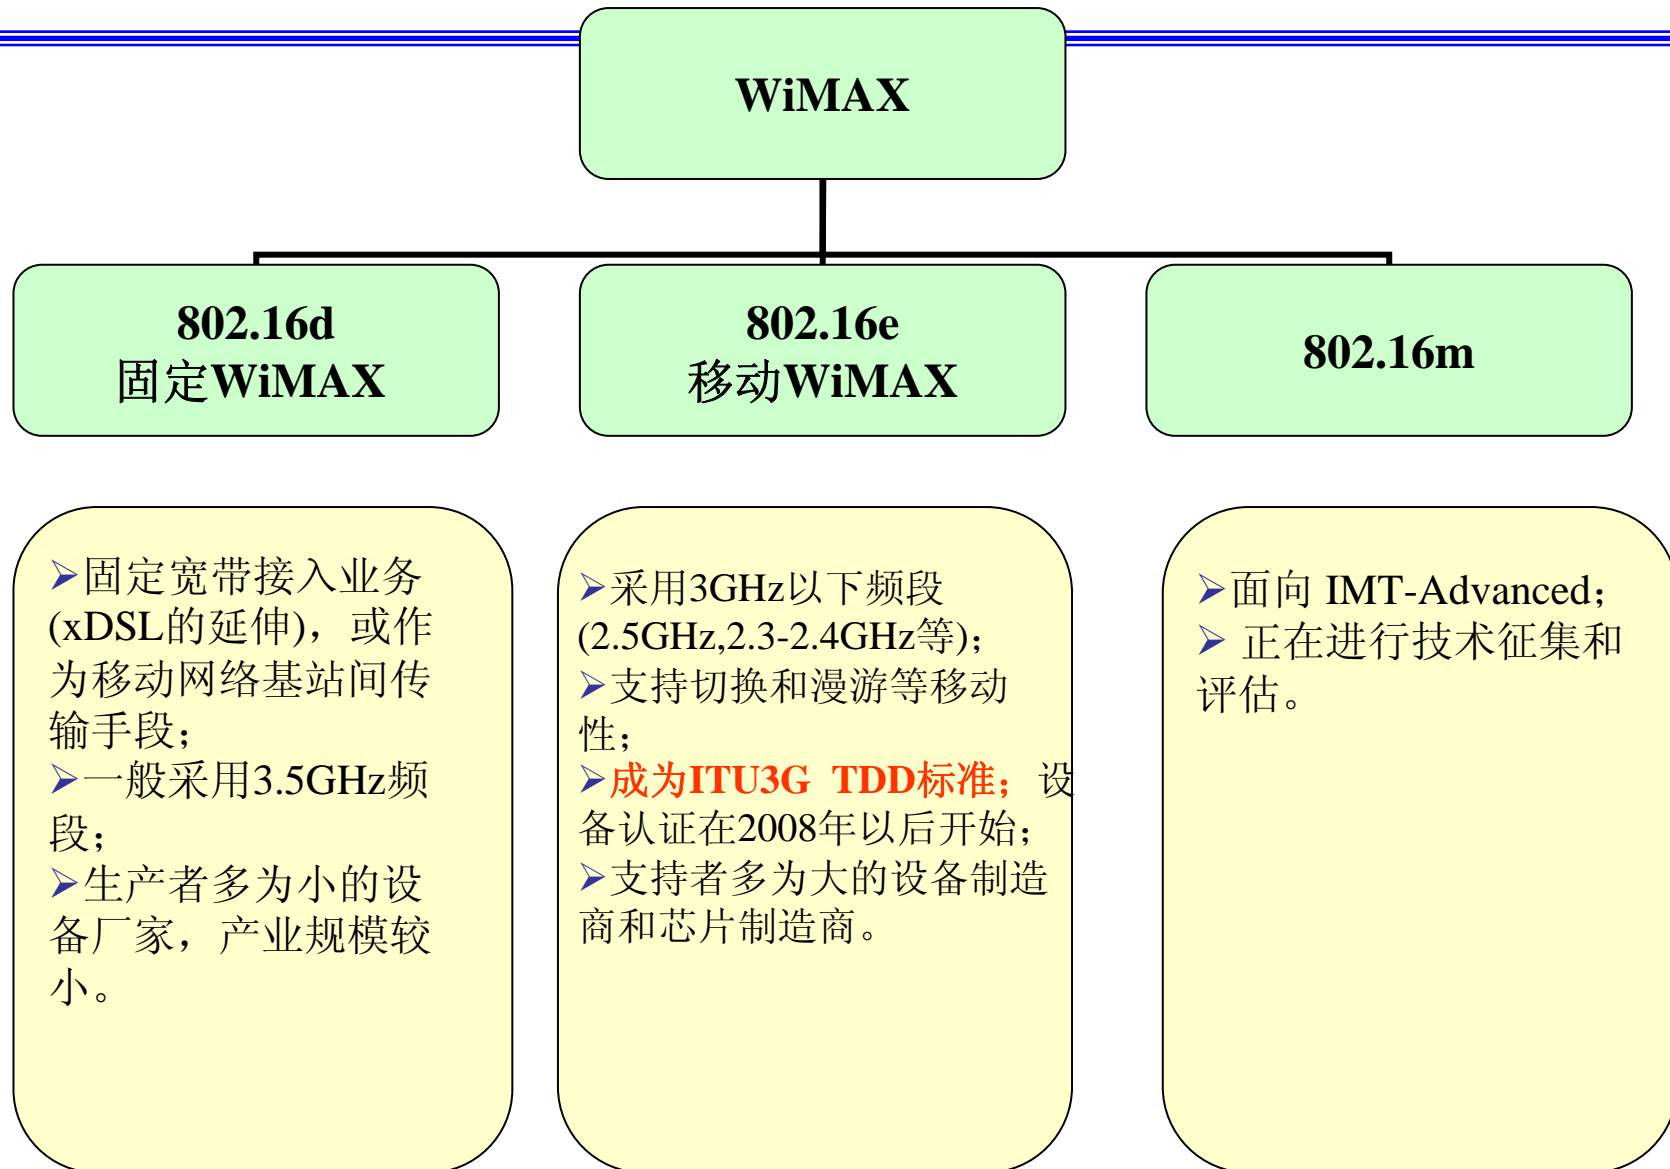 WiMAX
802.16d
固定WiMAX
802.16e
移动WiMAX
802.16m
➢固定宽带接入业务
(xDSL的延伸)，或作
为移动网络基站间传
输手段；
➢一般采用3.5GHz频
段；
➢生产者多为小的设
备厂家，产业规模较
小。
➢采用3GHz以下频段
(2.5GHz,2.3-2.4GHz等)；
➢支持切换和漫游等移动
性；
➢成为ITU3G TDD标准；设
备认证在2008年以后开始；
➢支持者多为大的设备制造
商和芯片制造商。
➢面向 IMT-Advanced；
➢ 正在进行技术征集和
评估。